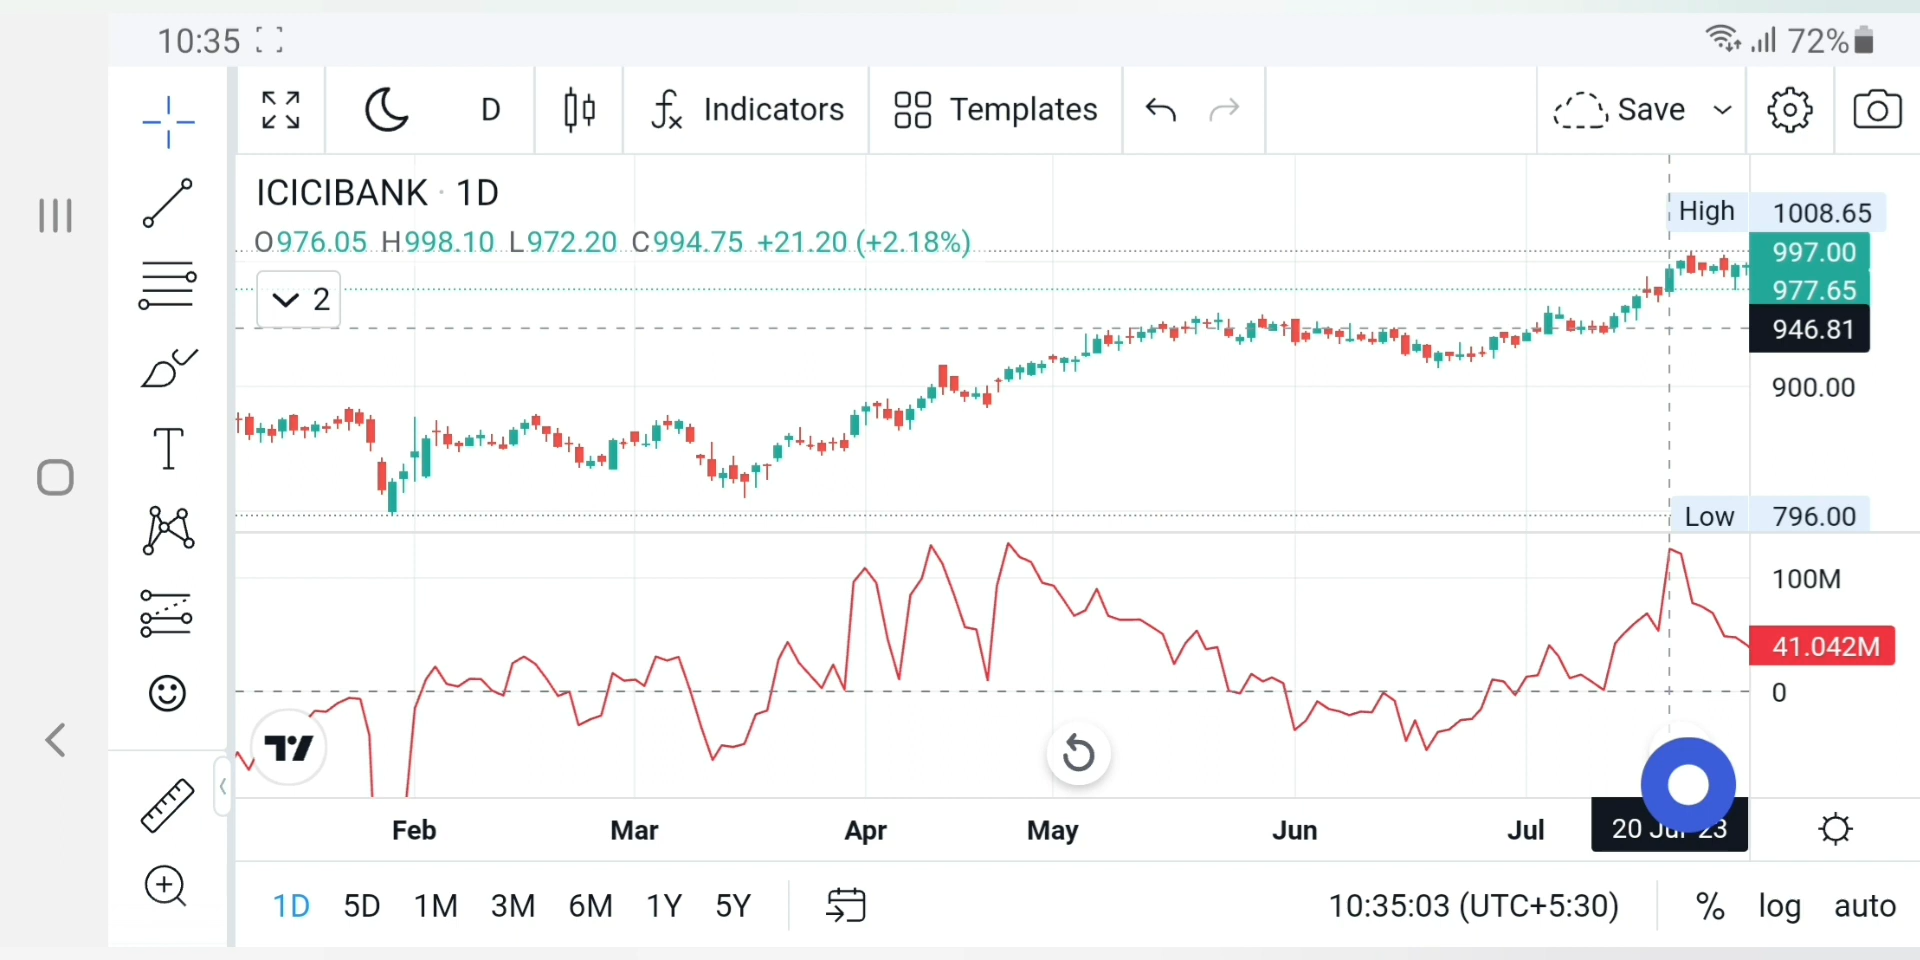 10:35
72%
D
Indicators
Templates
Save
ICICIBANK · 1D
O976.05 H998.10 L972.20 C994.75 +21.20 (+2.18%)
2
High 1008.65
997.00
977.65
946.81
900.00
Low 796.00
100M
41.042M
0
Feb Mar Apr May Jun Jul 20 Jul '23
1D 5D 1M 3M 6M 1Y 5Y
10:35:03 (UTC+5:30) % log auto